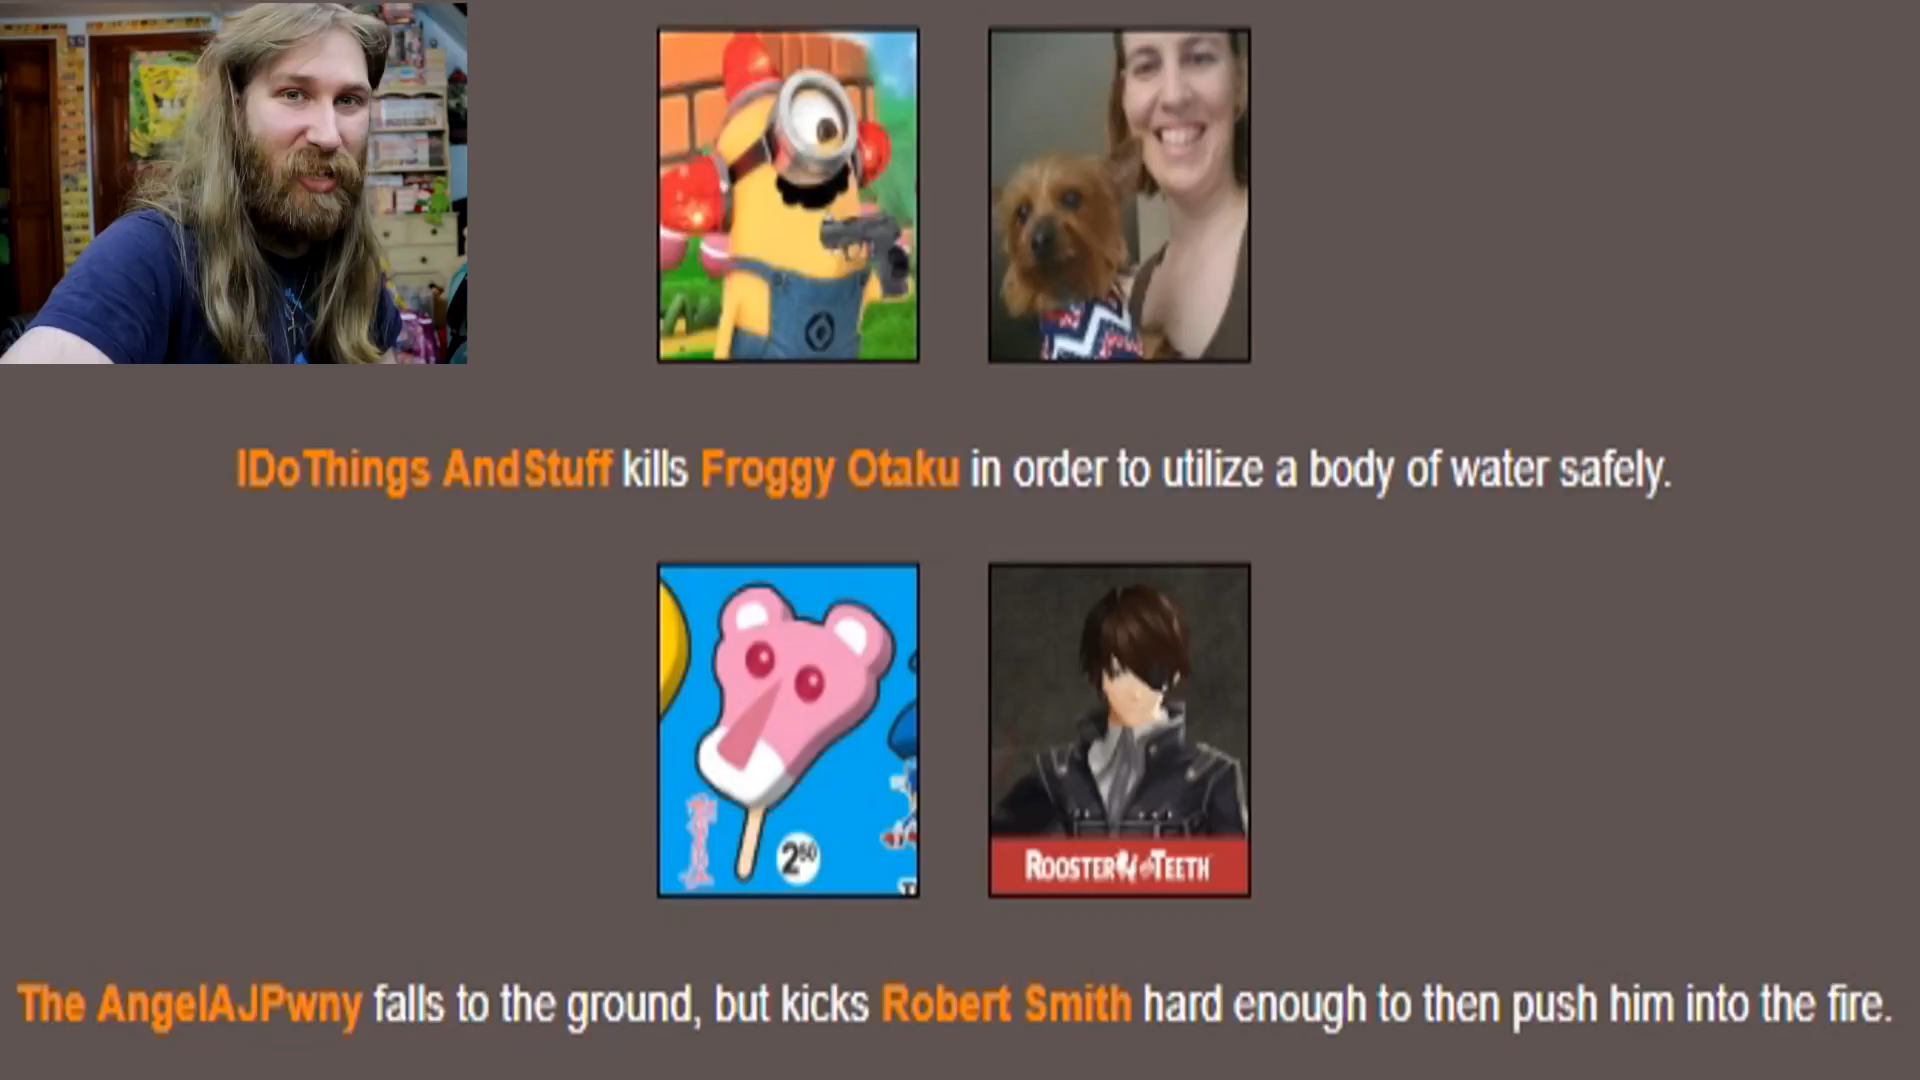 IDoThings AndStuff kills Froggy Otaku in order to utilize a body of water safely.
2⁵⁰
ROOSTER TEETH
The AngelAJPwny falls to the ground, but kicks Robert Smith hard enough to then push him into the fire.